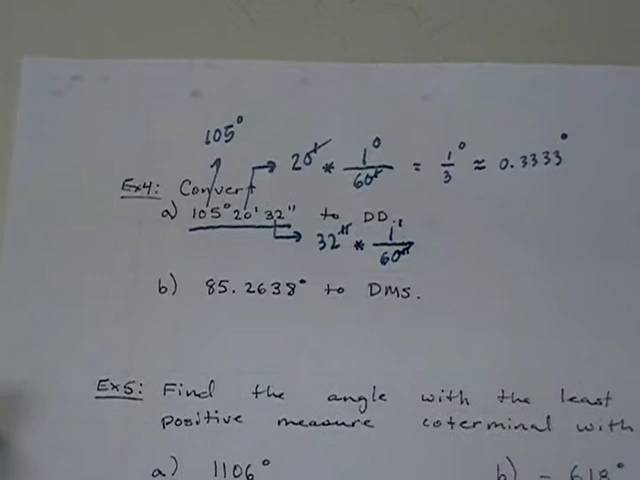 105°
20' * 1° / 60' = 1/3 ° ≈ 0.3333°
Ex4: Convert
a) 105° 20' 32" to DD.
32" * 1' / 60"
b) 85.2638° to DMS.
Ex5: Find the angle with the least
positive measure coterminal with
a) 1106° b) - 618°